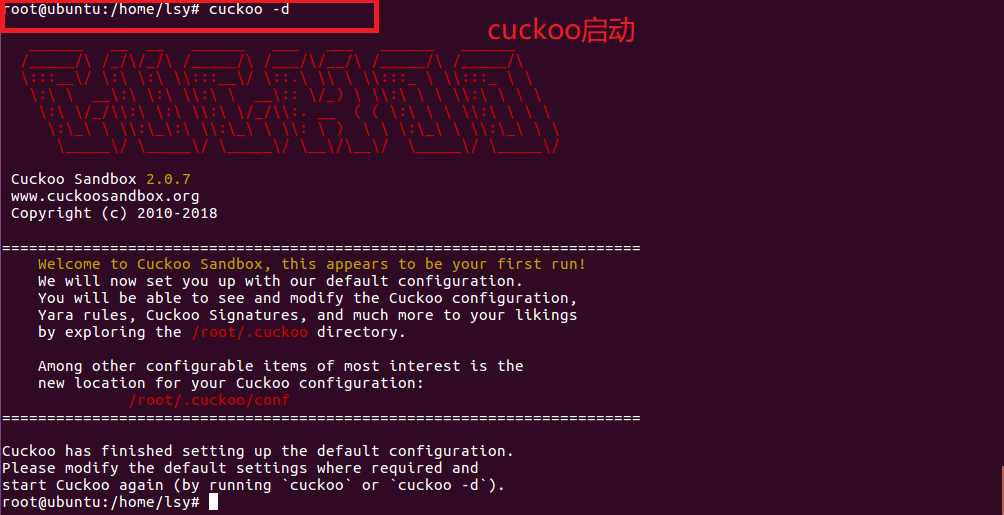 root@ubuntu:/home/lsy# cuckoo -d
cuckoo启动
Cuckoo Sandbox 2.0.7
www.cuckoosandbox.org
Copyright (c) 2010-2018
=======================================================================
Welcome to Cuckoo Sandbox, this appears to be your first run!
We will now set you up with our default configuration.
You will be able to see and modify the Cuckoo configuration,
Yara rules, Cuckoo Signatures, and much more to your likings
by exploring the /root/.cuckoo directory.
Among other configurable items of most interest is the
new location for your Cuckoo configuration:
/root/.cuckoo/conf
=======================================================================
Cuckoo has finished setting up the default configuration.
Please modify the default settings where required and
start Cuckoo again (by running `cuckoo` or `cuckoo -d`).
root@ubuntu:/home/lsy#